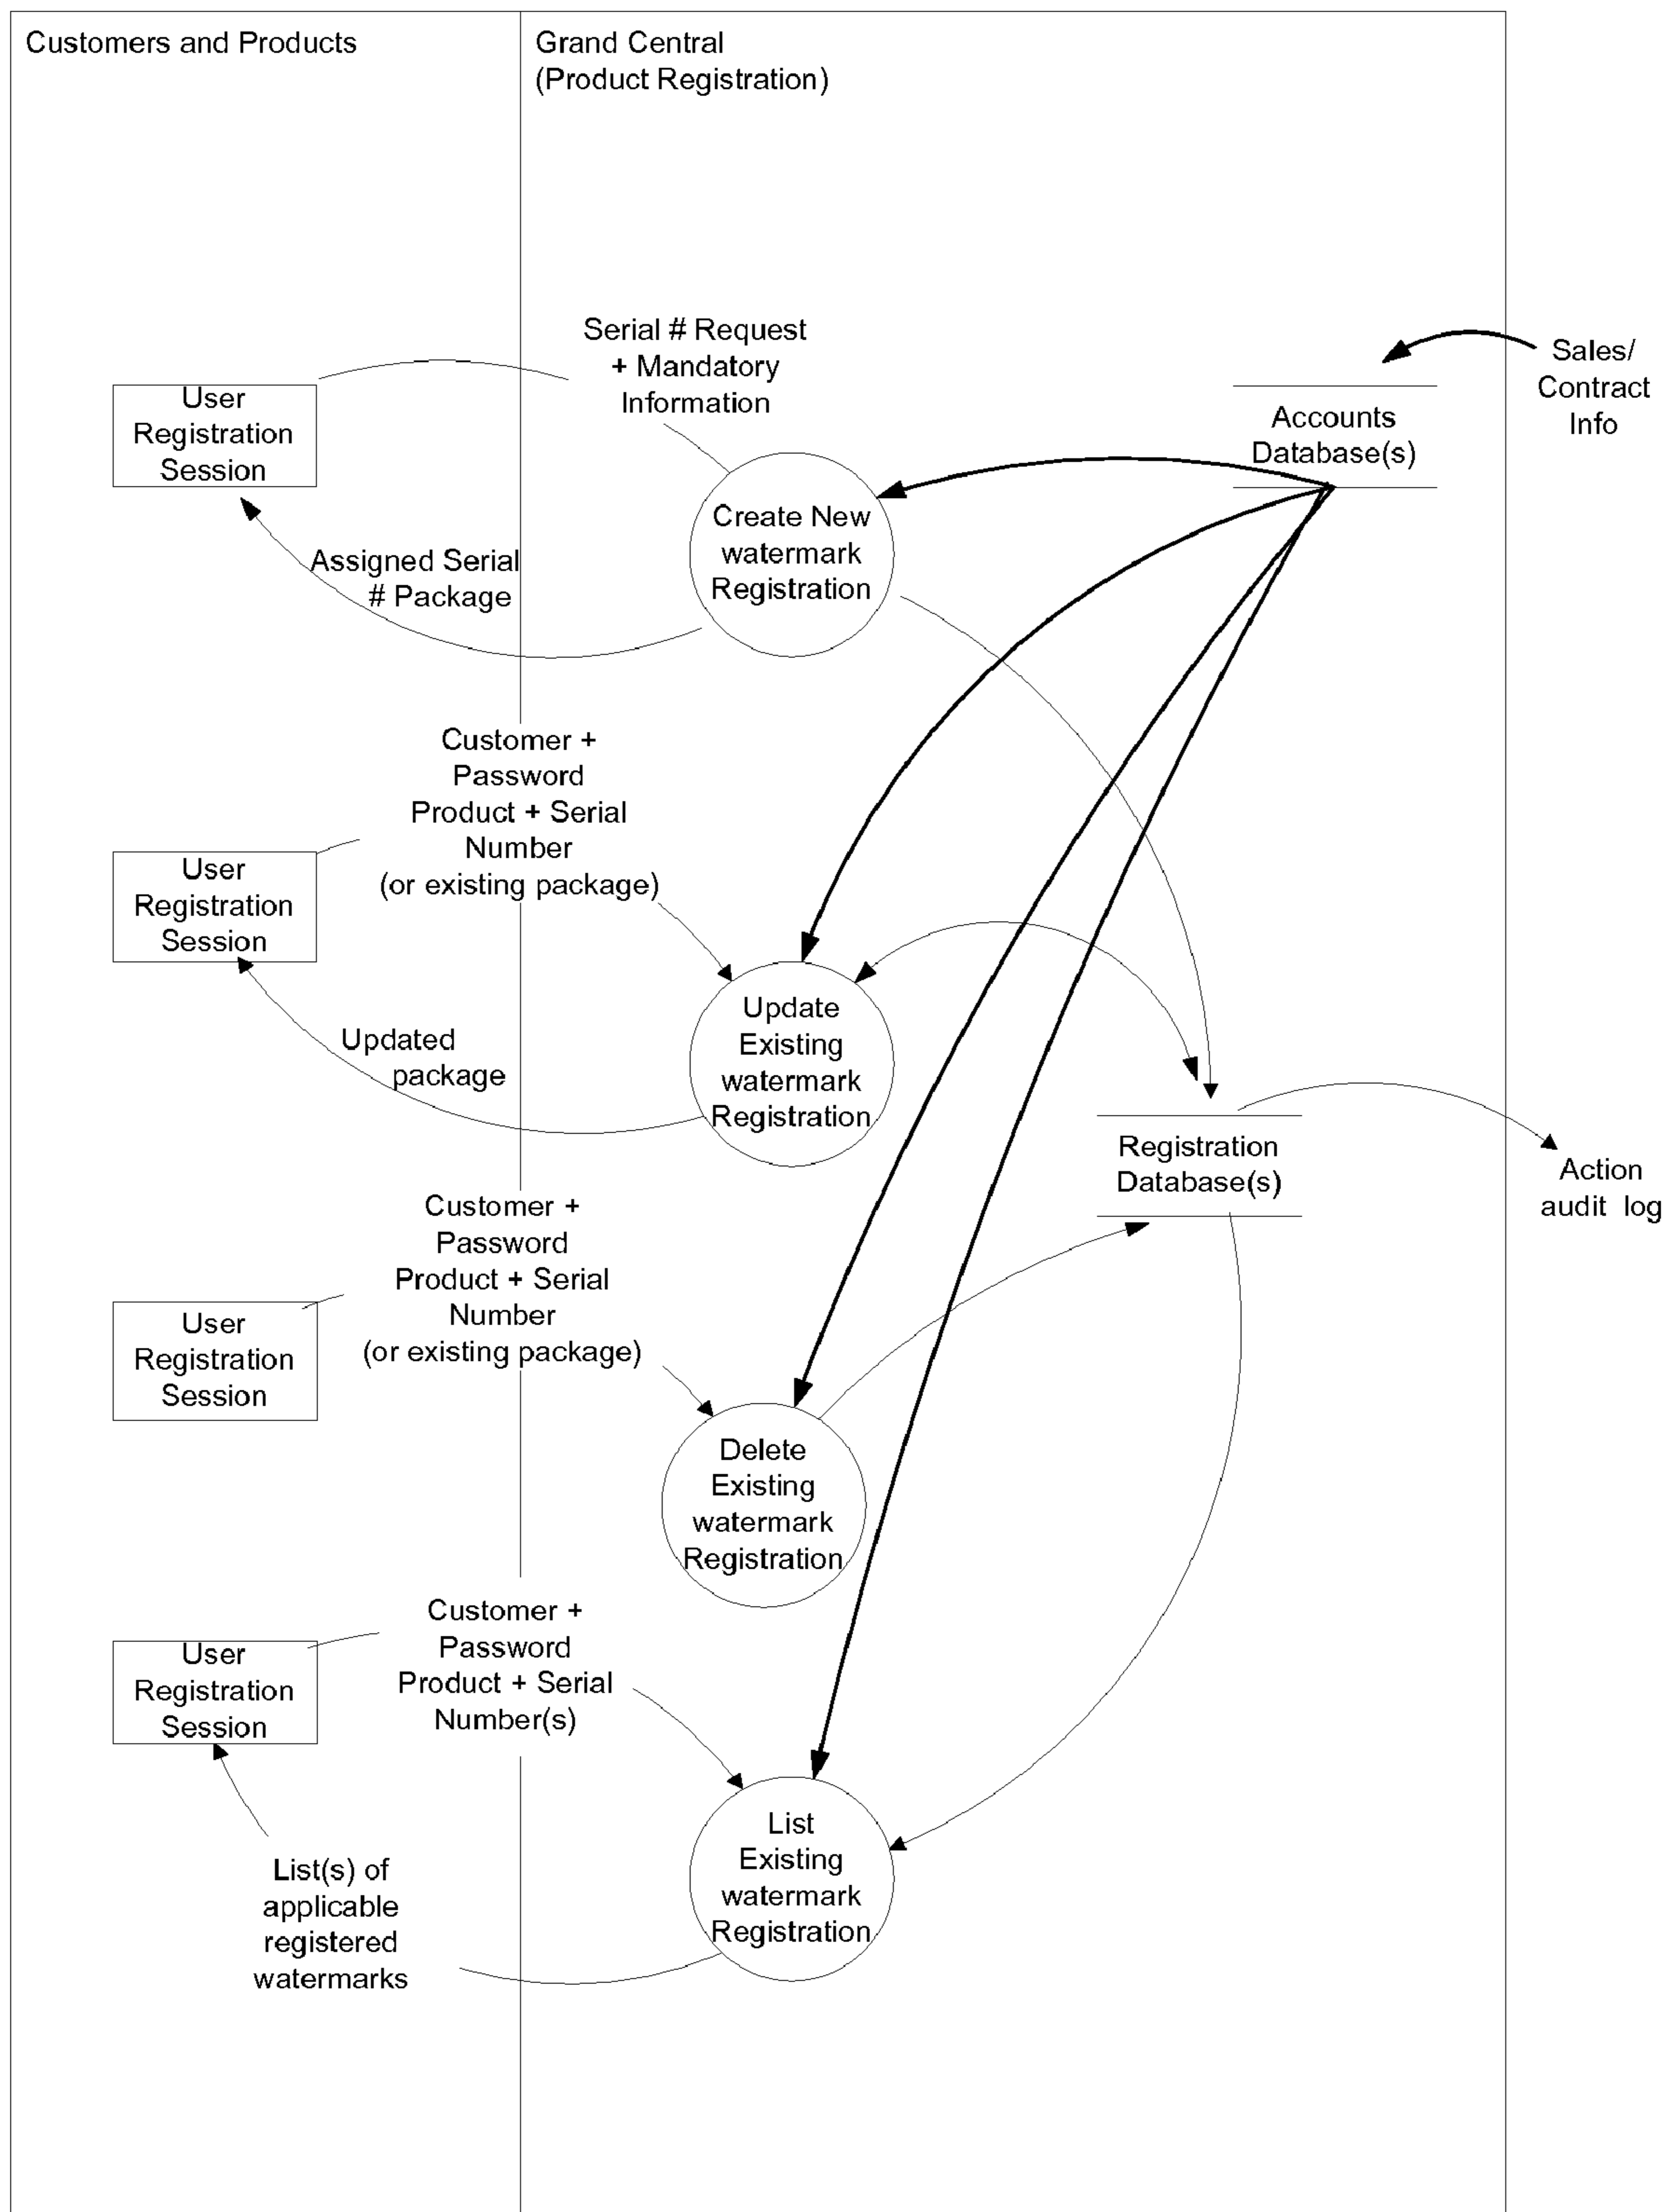 Customers and Products
Grand Central
(Product Registration)
Serial # Request
+ Mandatory
Information
Sales/
Contract
Info
User
Registration
Session
Accounts
Database(s)
Create New
watermark
Registration
Assigned Serial
# Package
Customer +
Password
Product + Serial
Number
(or existing package)
User
Registration
Session
Update
Existing
watermark
Registration
Updated
package
Registration
Database(s)
Action
audit log
Customer +
Password
Product + Serial
Number
(or existing package)
User
Registration
Session
Delete
Existing
watermark
Registration
Customer +
Password
Product + Serial
Number(s)
User
Registration
Session
List
Existing
watermark
Registration
List(s) of
applicable
registered
watermarks